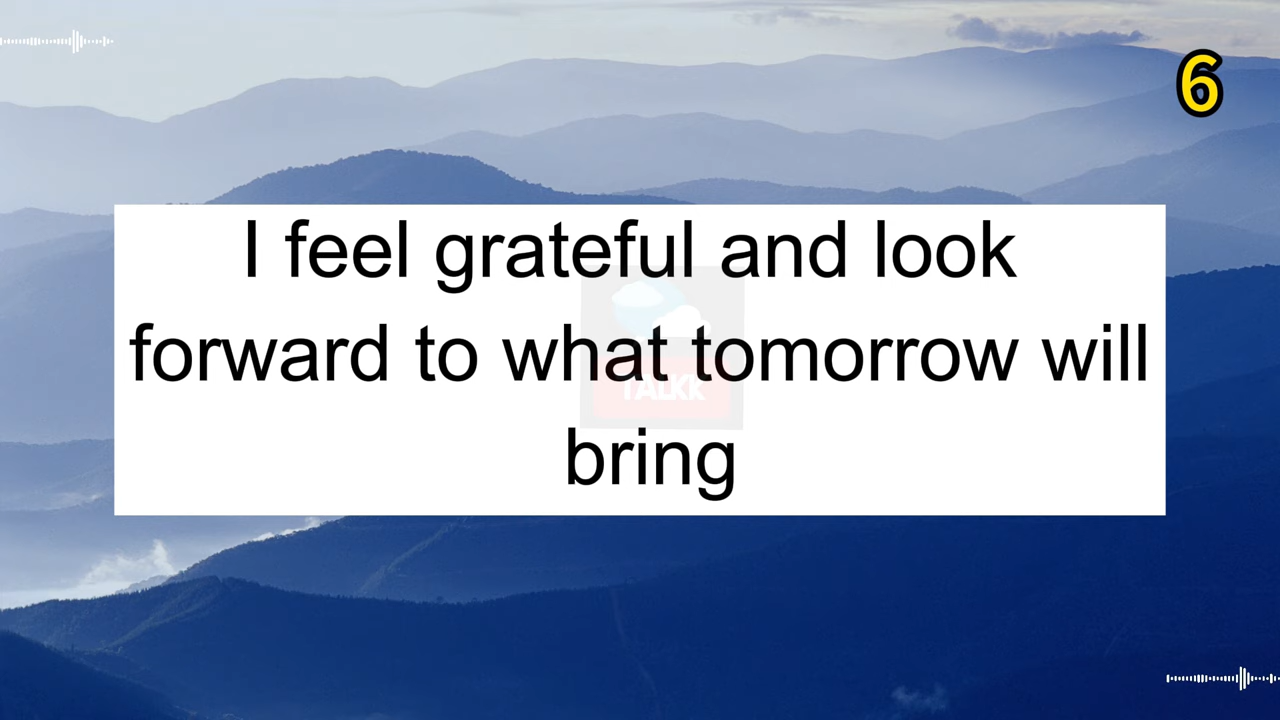 6
I feel grateful and look
forward to what tomorrow will
bring
TALKK